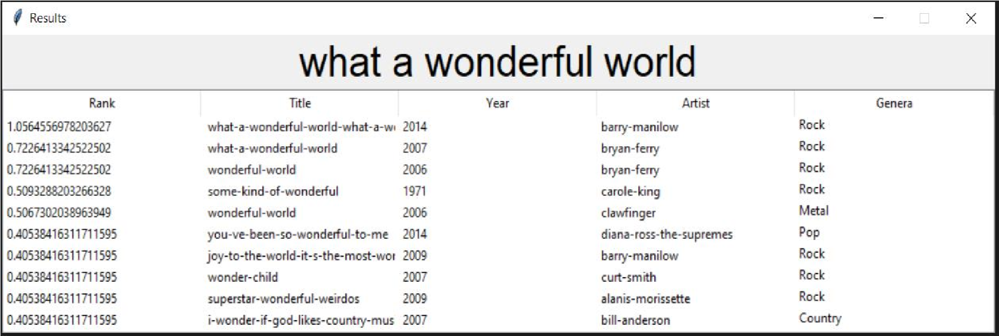 Results
what a wonderful world
Rank Title Year Artist Genera
1.0564556978203627 what-a-wonderful-world-what-a-w 2014 barry-manilow Rock
0.7226413342522502 what-a-wonderful-world 2007 bryan-ferry Rock
0.7226413342522502 wonderful-world 2006 bryan-ferry Rock
0.5093288203266328 some-kind-of-wonderful 1971 carole-king Rock
0.5067302038963949 wonderful-world 2006 clawfinger Metal
0.40538416311711595 you-ve-been-so-wonderful-to-me 2014 diana-ross-the-supremes Pop
0.40538416311711595 joy-to-the-world-it-s-the-most-wor 2009 barry-manilow Rock
0.40538416311711595 wonder-child 2007 curt-smith Rock
0.40538416311711595 superstar-wonderful-weirdos 2009 alanis-morissette Rock
0.40538416311711595 i-wonder-if-god-likes-country-mus 2007 bill-anderson Country